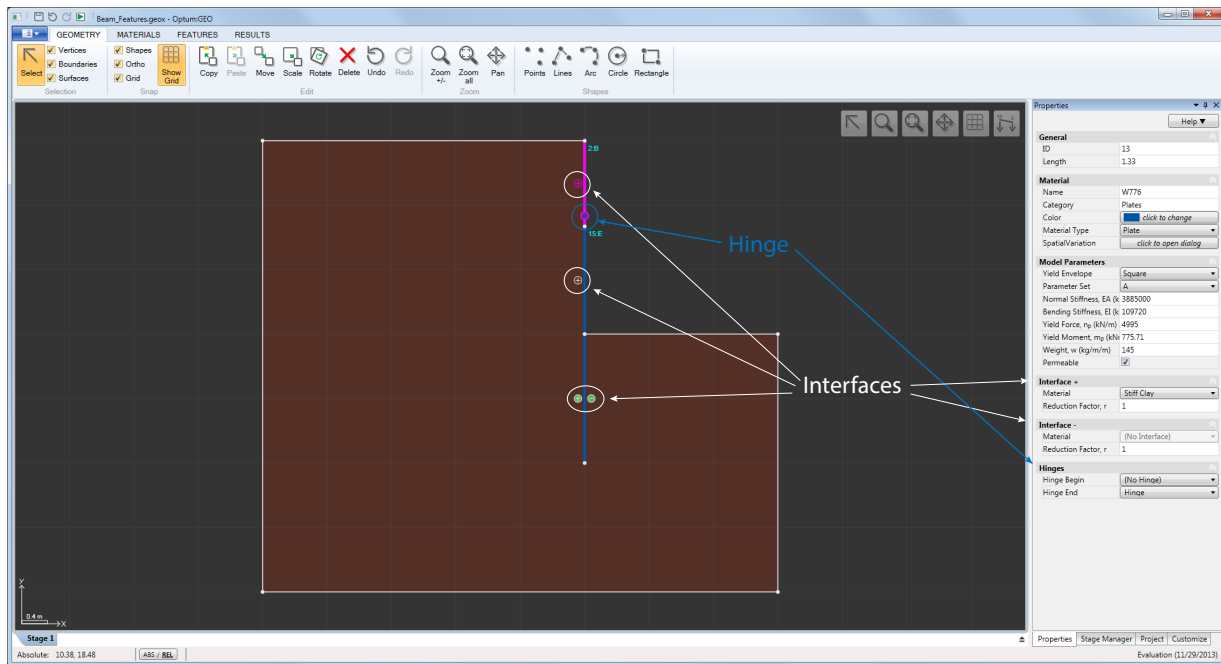 Beam_Features.geox - Optum:GEO
GEOMETRY MATERIALS FEATURES RESULTS
Select
Vertices
Boundaries
Surfaces
Selection
Shapes
Ortho
Grid
Show Grid
Snap
Copy Paste Move Scale Rotate Delete Undo Redo
Edit
Zoom +/- Zoom all Pan
Zoom
Points Lines Arc Circle Rectangle
Shapes
2:B
15:E
Hinge
Interfaces
Y
0.4 m
X
Properties
Help ▼
General
ID 13
Length 1.33
Material
Name W776
Category Plates
Color click to change
Material Type Plate
SpatialVariation click to open dialog
Model Parameters
Yield Envelope Square
Parameter Set A
Normal Stiffness, EA (k 3885000
Bending Stiffness, EI (k 109720
Yield Force, np (kN/m) 4995
Yield Moment, mp (kN 775.71
Weight, w (kg/m/m) 145
Permeable
Interface +
Material Stiff Clay
Reduction Factor, r 1
Interface -
Material (No Interface)
Reduction Factor, r 1
Hinges
Hinge Begin (No Hinge)
Hinge End Hinge
Stage 1
Properties Stage Manager Project Customize
Absolute: 10.38, 18.48 ABS / REL
Evaluation (11/29/2013)